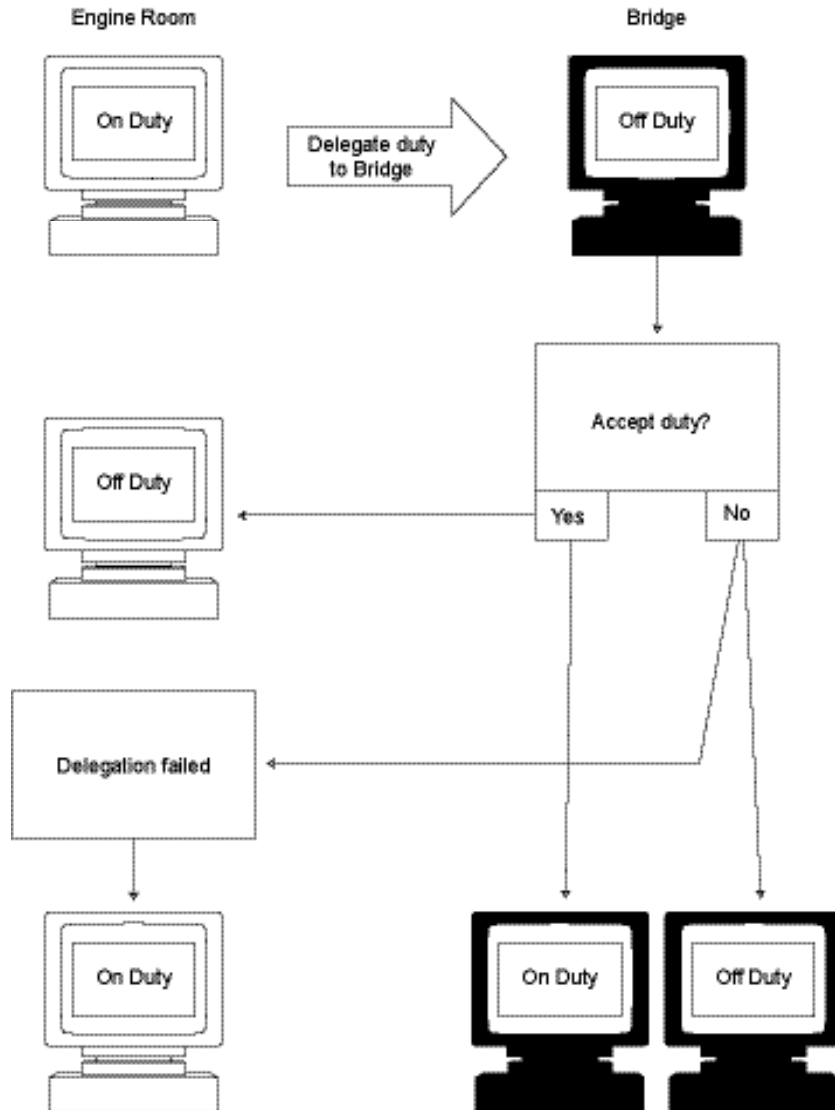 Engine Room
Bridge
On Duty
Delegate duty
to Bridge
Off Duty
Accept duty?
Off Duty
Yes
No
Delegation failed
On Duty
On Duty
Off Duty